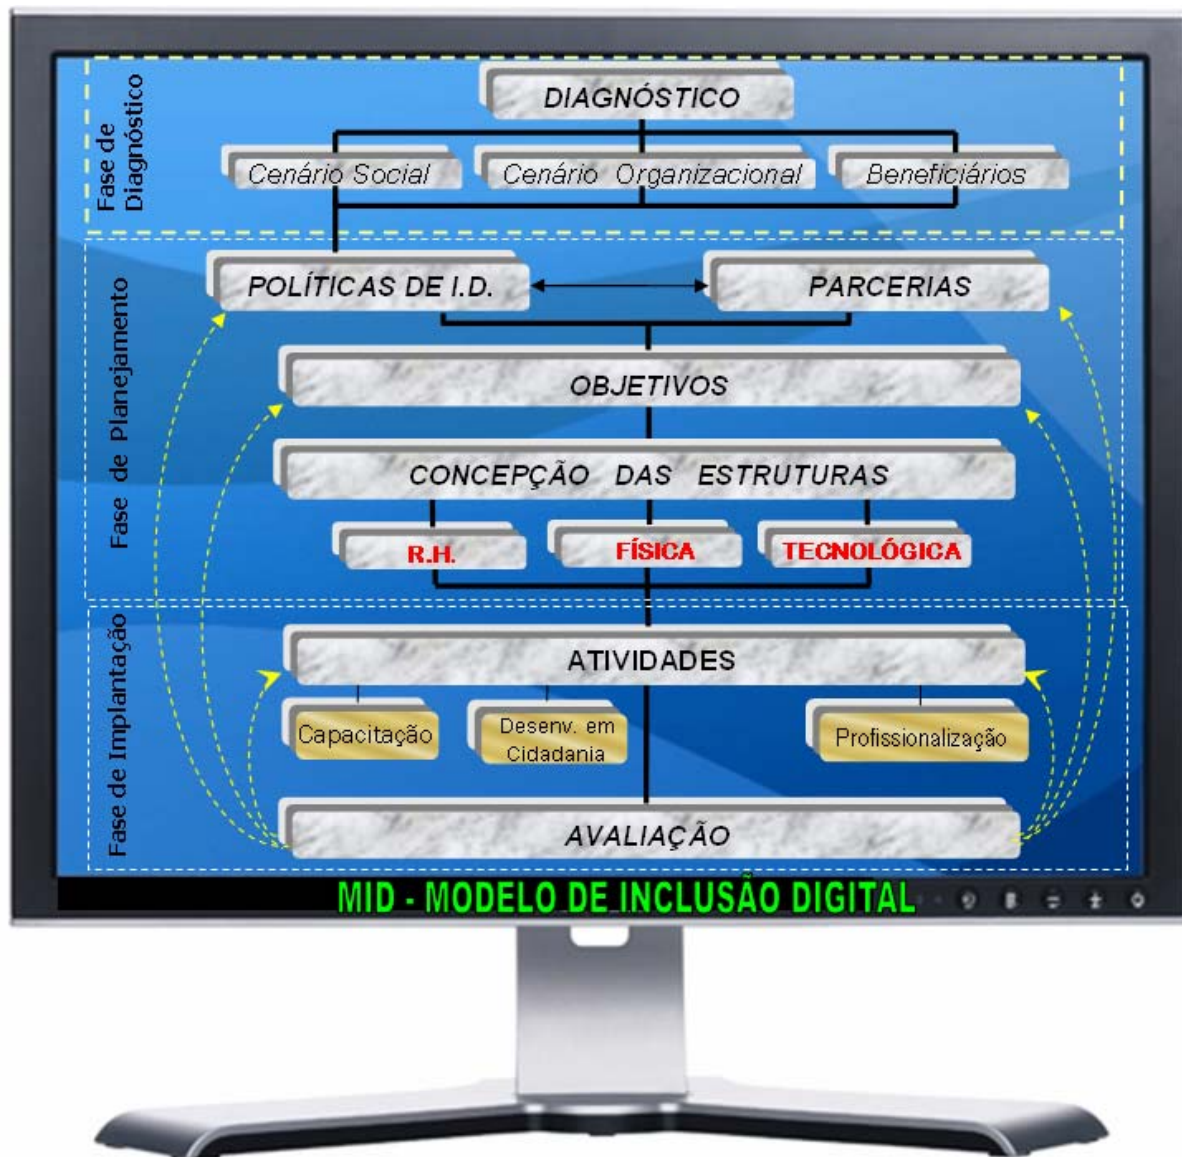 Fase de
Diagnóstico
DIAGNÓSTICO
Cenário Social
Cenário Organizacional
Beneficiários
Fase de Planejamento
POLÍTICAS DE I.D.
PARCERIAS
OBJETIVOS
CONCEPÇÃO DAS ESTRUTURAS
R.H.
FÍSICA
TECNOLÓGICA
Fase de Implantação
ATIVIDADES
Capacitação
Desenv. em
Cidadania
Profissionalização
AVALIAÇÃO
MID - MODELO DE INCLUSÃO DIGITAL